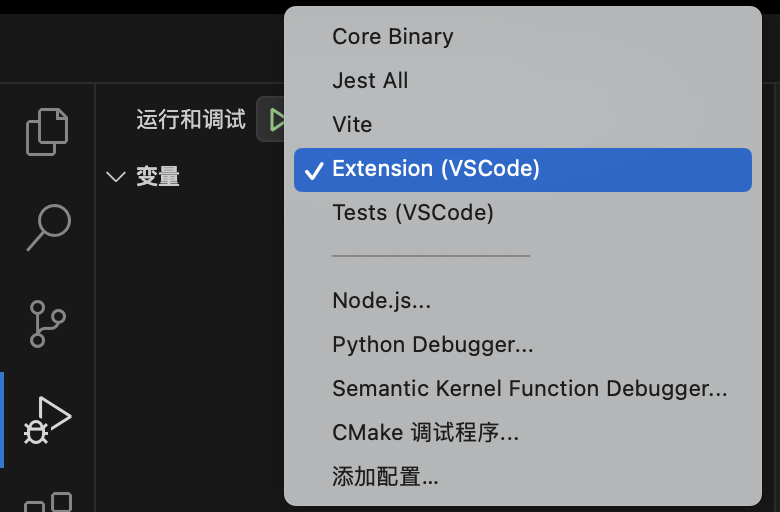 Core Binary
Jest All
运行和调试
Vite
变量
Extension (VSCode)
Tests (VSCode)
Node.js...
Python Debugger...
Semantic Kernel Function Debugger...
CMake 调试程序...
添加配置...